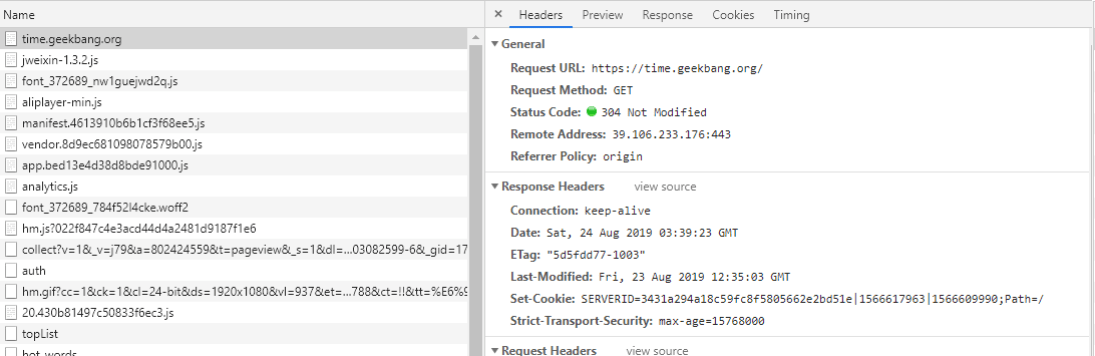 Name
time.geekbang.org
jweixin-1.3.2.js
font_372689_nw1guejwd2q.js
aliplayer-min.js
manifest.4613910b6b1cf3f68ee5.js
vendor.8d9ec681098078579b00.js
app.bed13e4d38d8bde91000.js
analytics.js
font_372689_784f52l4cke.woff2
hm.js?022f847c4e3acd44d4a2481d9187f1e6
collect?v=1&_v=j79&a=802424559&t=pageview&_s=1&dl=...03082599-6&_gid=17
auth
hm.gif?cc=1&ck=1&cl=24-bit&ds=1920x1080&vl=937&et=...788&ct=!!&tt=%E6%9
20.430b81497c50833f6ec3.js
topList
hot_words
× Headers Preview Response Cookies Timing
▼ General
Request URL: https://time.geekbang.org/
Request Method: GET
Status Code: 304 Not Modified
Remote Address: 39.106.233.176:443
Referrer Policy: origin
▼ Response Headers view source
Connection: keep-alive
Date: Sat, 24 Aug 2019 03:39:23 GMT
ETag: "5d5fdd77-1003"
Last-Modified: Fri, 23 Aug 2019 12:35:03 GMT
Set-Cookie: SERVERID=3431a294a18c59fc8f5805662e2bd51e|1566617963|1566609990;Path=/
Strict-Transport-Security: max-age=15768000
▼ Request Headers view source